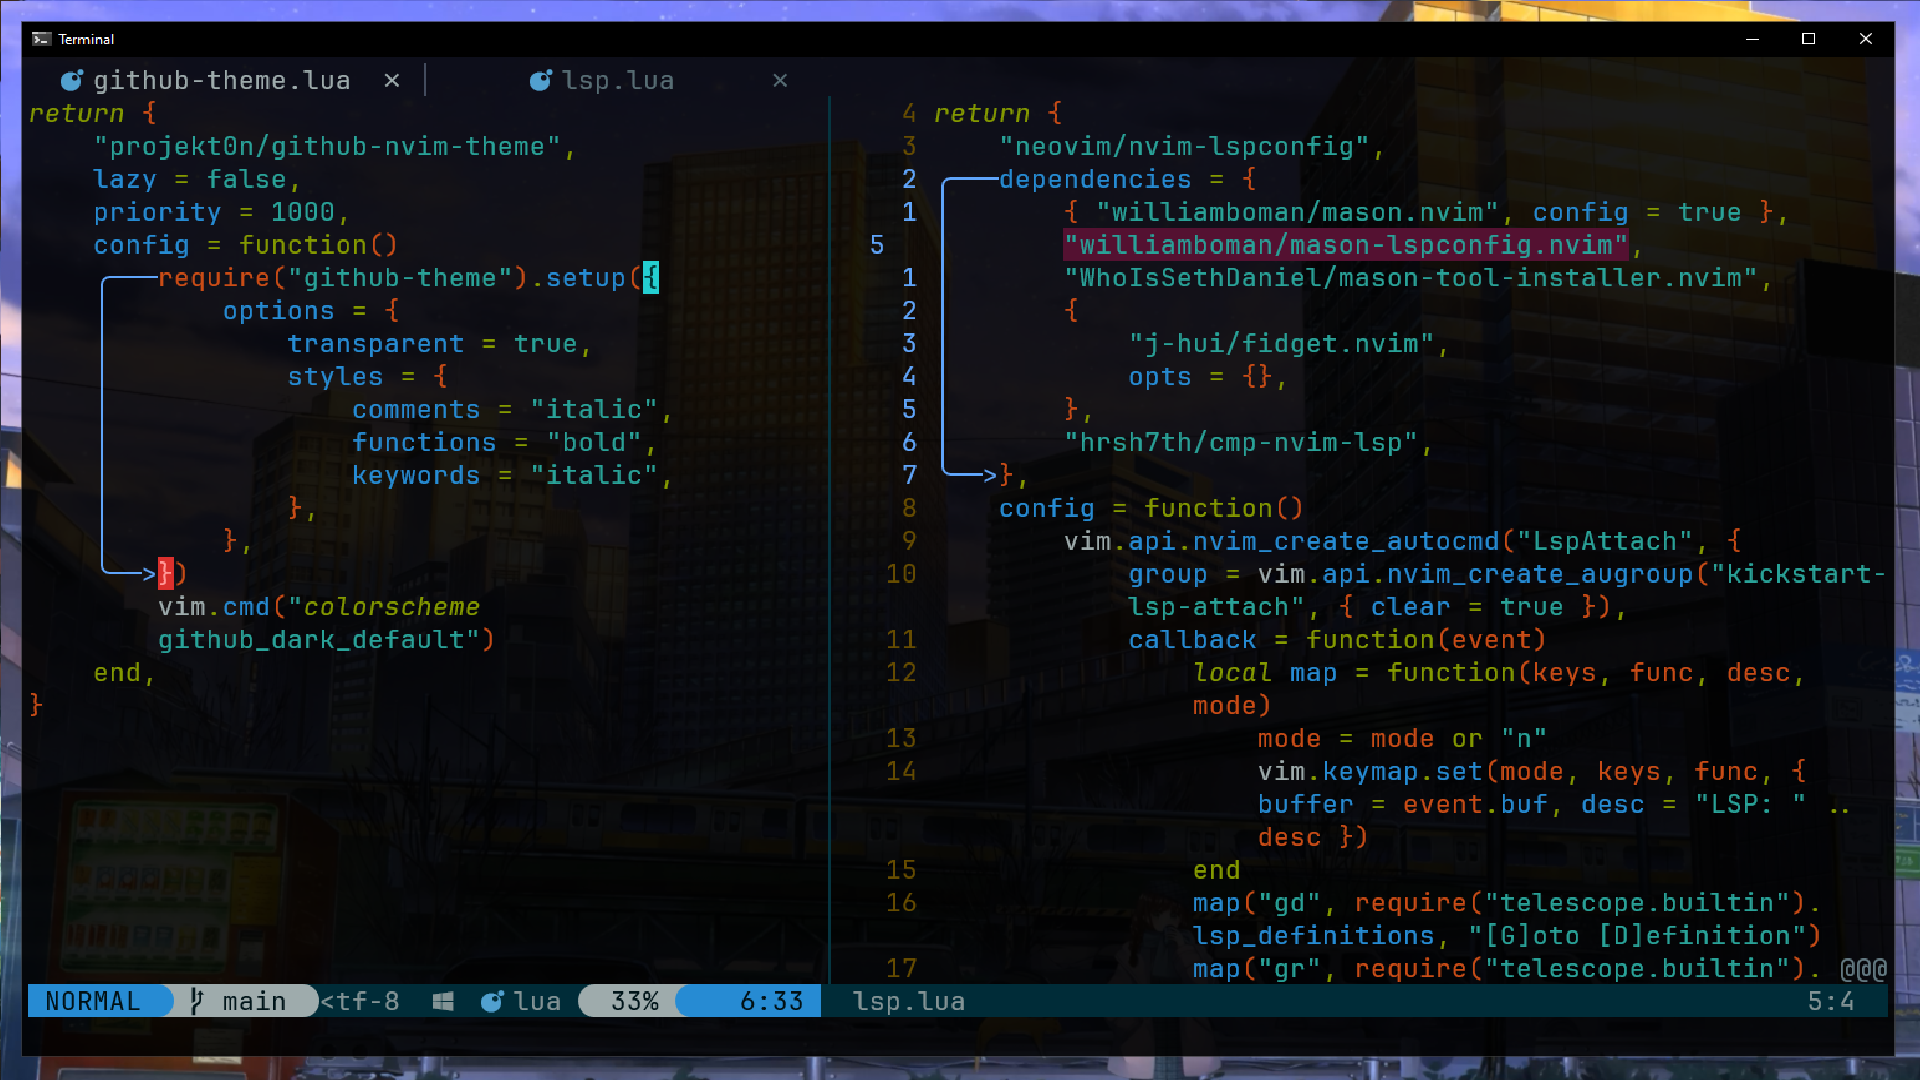 Terminal
github-theme.lua × lsp.lua ×
return {
"projekt0n/github-nvim-theme",
lazy = false,
priority = 1000,
config = function()
require("github-theme").setup({
options = {
transparent = true,
styles = {
comments = "italic",
functions = "bold",
keywords = "italic",
},
},
})
vim.cmd("colorscheme
github_dark_default")
end,
}
4 return {
3 "neovim/nvim-lspconfig",
2 dependencies = {
1 { "williamboman/mason.nvim", config = true },
5 "williamboman/mason-lspconfig.nvim",
1 "WhoIsSethDaniel/mason-tool-installer.nvim",
2 {
3 "j-hui/fidget.nvim",
4 opts = {},
5 },
6 "hrsh7th/cmp-nvim-lsp",
7 },
8 config = function()
9 vim.api.nvim_create_autocmd("LspAttach", {
10 group = vim.api.nvim_create_augroup("kickstart-
lsp-attach", { clear = true }),
11 callback = function(event)
12 local map = function(keys, func, desc,
mode)
13 mode = mode or "n"
14 vim.keymap.set(mode, keys, func, {
buffer = event.buf, desc = "LSP: " ..
desc })
15 end
16 map("gd", require("telescope.builtin").
lsp_definitions, "[G]oto [D]efinition")
17 map("gr", require("telescope.builtin"). @@@
NORMAL main <tf-8 lua 33% 6:33 lsp.lua 5:4